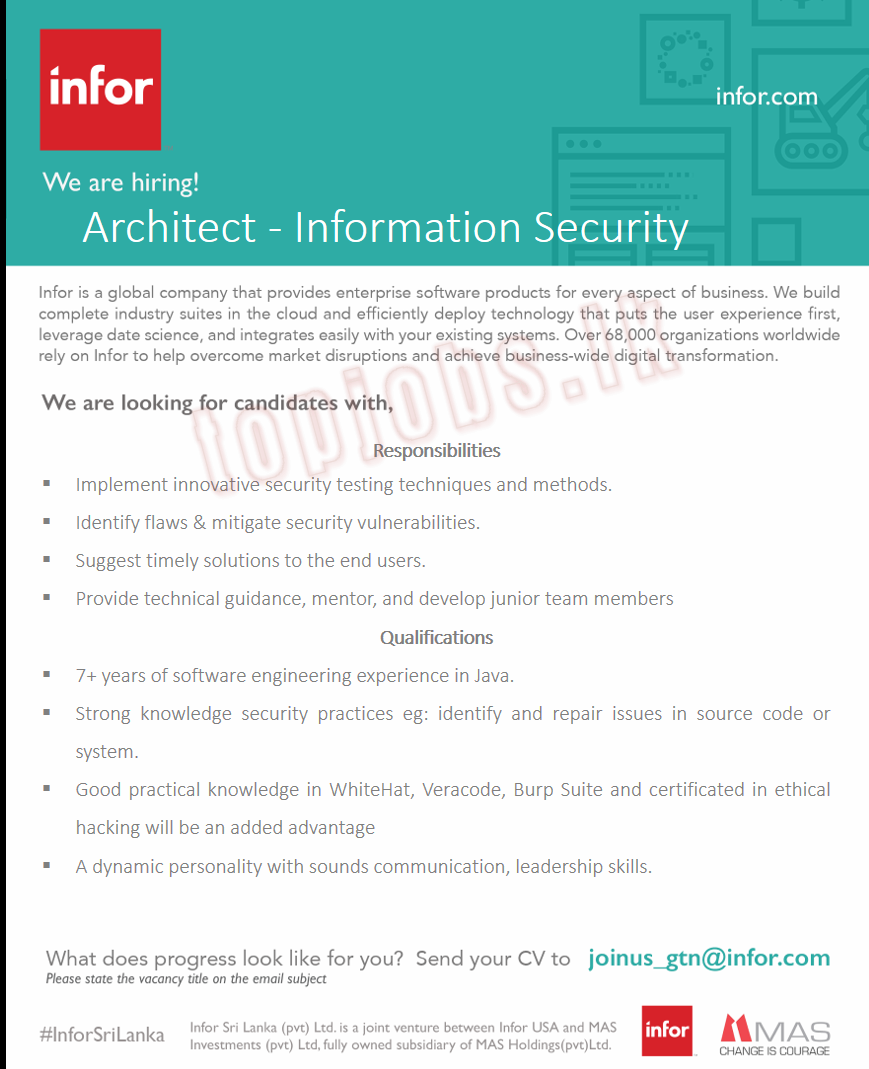 infor
infor.com
We are hiring!
Architect - Information Security
Infor is a global company that provides enterprise software products for every aspect of business. We build
complete industry suites in the cloud and efficiently deploy technology that puts the user experience first,
leverage date science, and integrates easily with your existing systems. Over 68,000 organizations worldwide
rely on Infor to help overcome market disruptions and achieve business-wide digital transformation.
topjobs.lk
We are looking for candidates with,
Responsibilities
▪ Implement innovative security testing techniques and methods.
▪ Identify flaws & mitigate security vulnerabilities.
▪ Suggest timely solutions to the end users.
▪ Provide technical guidance, mentor, and develop junior team members
Qualifications
▪ 7+ years of software engineering experience in Java.
▪ Strong knowledge security practices eg: identify and repair issues in source code or
system.
▪ Good practical knowledge in WhiteHat, Veracode, Burp Suite and certificated in ethical
hacking will be an added advantage
▪ A dynamic personality with sounds communication, leadership skills.
What does progress look like for you? Send your CV to joinus_gtn@infor.com
Please state the vacancy title on the email subject
#InforSriLanka
Infor Sri Lanka (pvt) Ltd. is a joint venture between Infor USA and MAS
Investments (pvt) Ltd, fully owned subsidiary of MAS Holdings(pvt)Ltd.
infor
MAS
CHANGE IS COURAGE